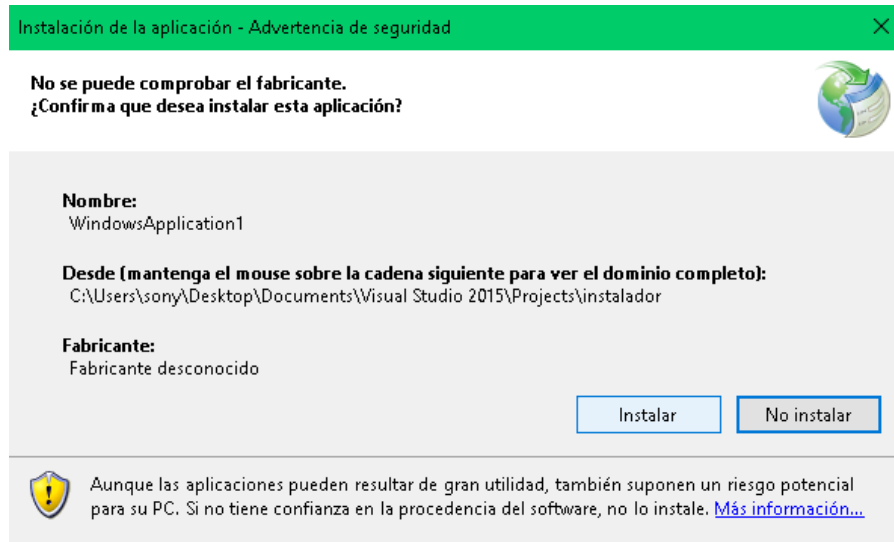 Instalación de la aplicación - Advertencia de seguridad
No se puede comprobar el fabricante.
¿Confirma que desea instalar esta aplicación?
Nombre:
WindowsApplication1
Desde (mantenga el mouse sobre la cadena siguiente para ver el dominio completo):
C:\Users\sony\Desktop\Documents\Visual Studio 2015\Projects\instalador
Fabricante:
Fabricante desconocido
Instalar
No instalar
Aunque las aplicaciones pueden resultar de gran utilidad, también suponen un riesgo potencial
para su PC. Si no tiene confianza en la procedencia del software, no lo instale. Más información...